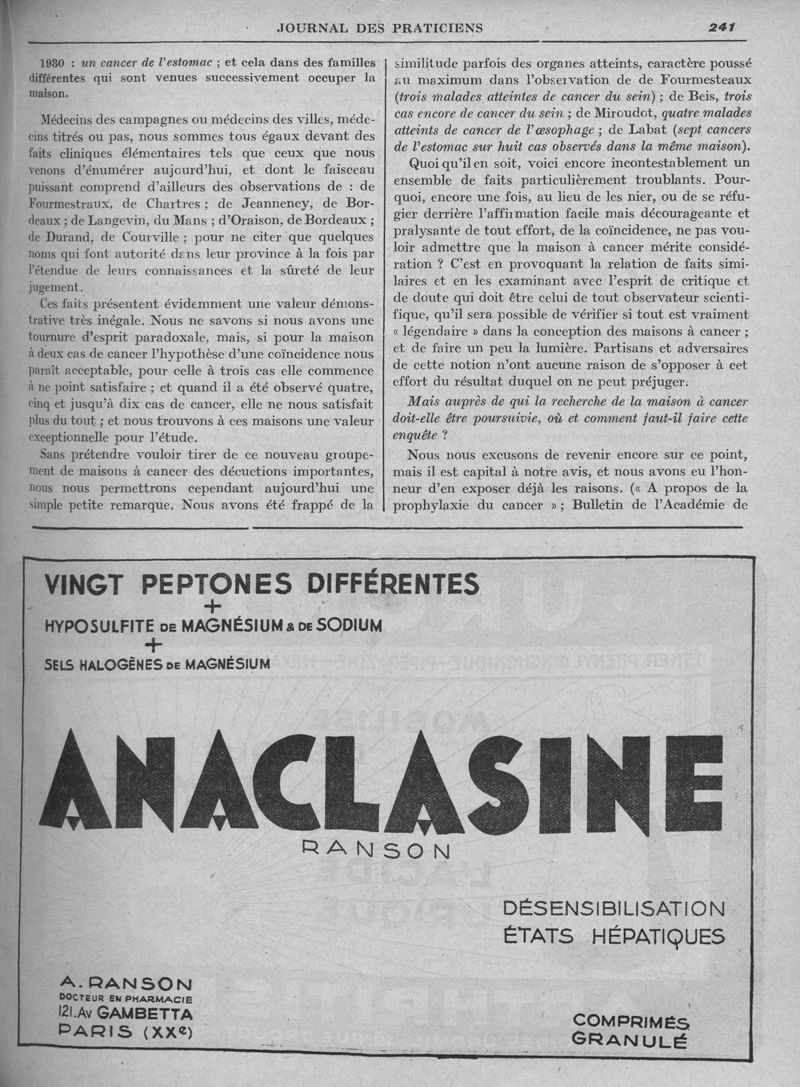 JOURNAL DES PRATICIENS 241
1930 : un cancer de l'estomac ; et cela dans des familles
différentes qui sont venues successivement occuper la
maison.
Médecins des campagnes ou médecins des villes, méde-
cins titrés ou pas, nous sommes tous égaux devant des
faits cliniques élémentaires tels que ceux que nous
venons d'énumérer aujourd'hui, et dont le faisceau
puissant comprend d'ailleurs des observations de : de
Fourmestraux, de Chartres ; de Jeanneney, de Bor-
deaux ; de Langevin, du Mans ; d'Oraison, de Bordeaux ;
de Durand, de Courville ; pour ne citer que quelques
noms qui font autorité dans leur province à la fois par
l'étendue de leurs connaissances et la sûreté de leur
jugement.
Ces faits présentent évidemment une valeur démons-
trative très inégale. Nous ne savons si nous avons une
tournure d'esprit paradoxale, mais, si pour la maison
à deux cas de cancer l'hypothèse d'une coïncidence nous
paraît acceptable, pour celle à trois cas elle commence
à ne point satisfaire ; et quand il a été observé quatre,
cinq et jusqu'à dix cas de cancer, elle ne nous satisfait
plus du tout ; et nous trouvons à ces maisons une valeur
exceptionnelle pour l'étude.
Sans prétendre vouloir tirer de ce nouveau groupe-
ment de maisons à cancer des décuctions importantes,
nous nous permettrons cependant aujourd'hui une
simple petite remarque. Nous avons été frappé de la
similitude parfois des organes atteints, caractère poussé
au maximum dans l'observation de de Fourmesteaux
(trois malades atteintes de cancer du sein) ; de Beis, trois
cas encore de cancer du sein ; de Miroudot, quatre malades
atteints de cancer de l'œsophage ; de Labat (sept cancers
de l'estomac sur huit cas observés dans la même maison).
Quoi qu'il en soit, voici encore incontestablement un
ensemble de faits particulièrement troublants. Pour-
quoi, encore une fois, au lieu de les nier, ou de se réfu-
gier derrière l'affirmation facile mais décourageante et
pralysante de tout effort, de la coïncidence, ne pas vou-
loir admettre que la maison à cancer mérite considé-
ration ? C'est en provoquant la relation de faits simi-
laires et en les examinant avec l'esprit de critique et
de doute qui doit être celui de tout observateur scienti-
fique, qu'il sera possible de vérifier si tout est vraiment
« légendaire » dans la conception des maisons à cancer ;
et de faire un peu la lumière. Partisans et adversaires
de cette notion n'ont aucune raison de s'opposer à cet
effort du résultat duquel on ne peut préjuger.
Mais auprès de qui la recherche de la maison à cancer
doit-elle être poursuivie, où et comment faut-il faire cette
enquête ?
Nous nous excusons de revenir encore sur ce point,
mais il est capital à notre avis, et nous avons eu l'hon-
neur d'en exposer déjà les raisons. (« A propos de la
prophylaxie du cancer » ; Bulletin de l'Académie de
VINGT PEPTONES DIFFÉRENTES
+
HYPOSULFITE DE MAGNÉSIUM & DE SODIUM
+
SELS HALOGÈNES DE MAGNÉSIUM
ANACLASINE
RANSON
DÉSENSIBILISATION
ÉTATS HÉPATIQUES
A. RANSON
DOCTEUR EN PHARMACIE
121. Av GAMBETTA
PARIS (XXe)
COMPRIMÉS
GRANULÉ